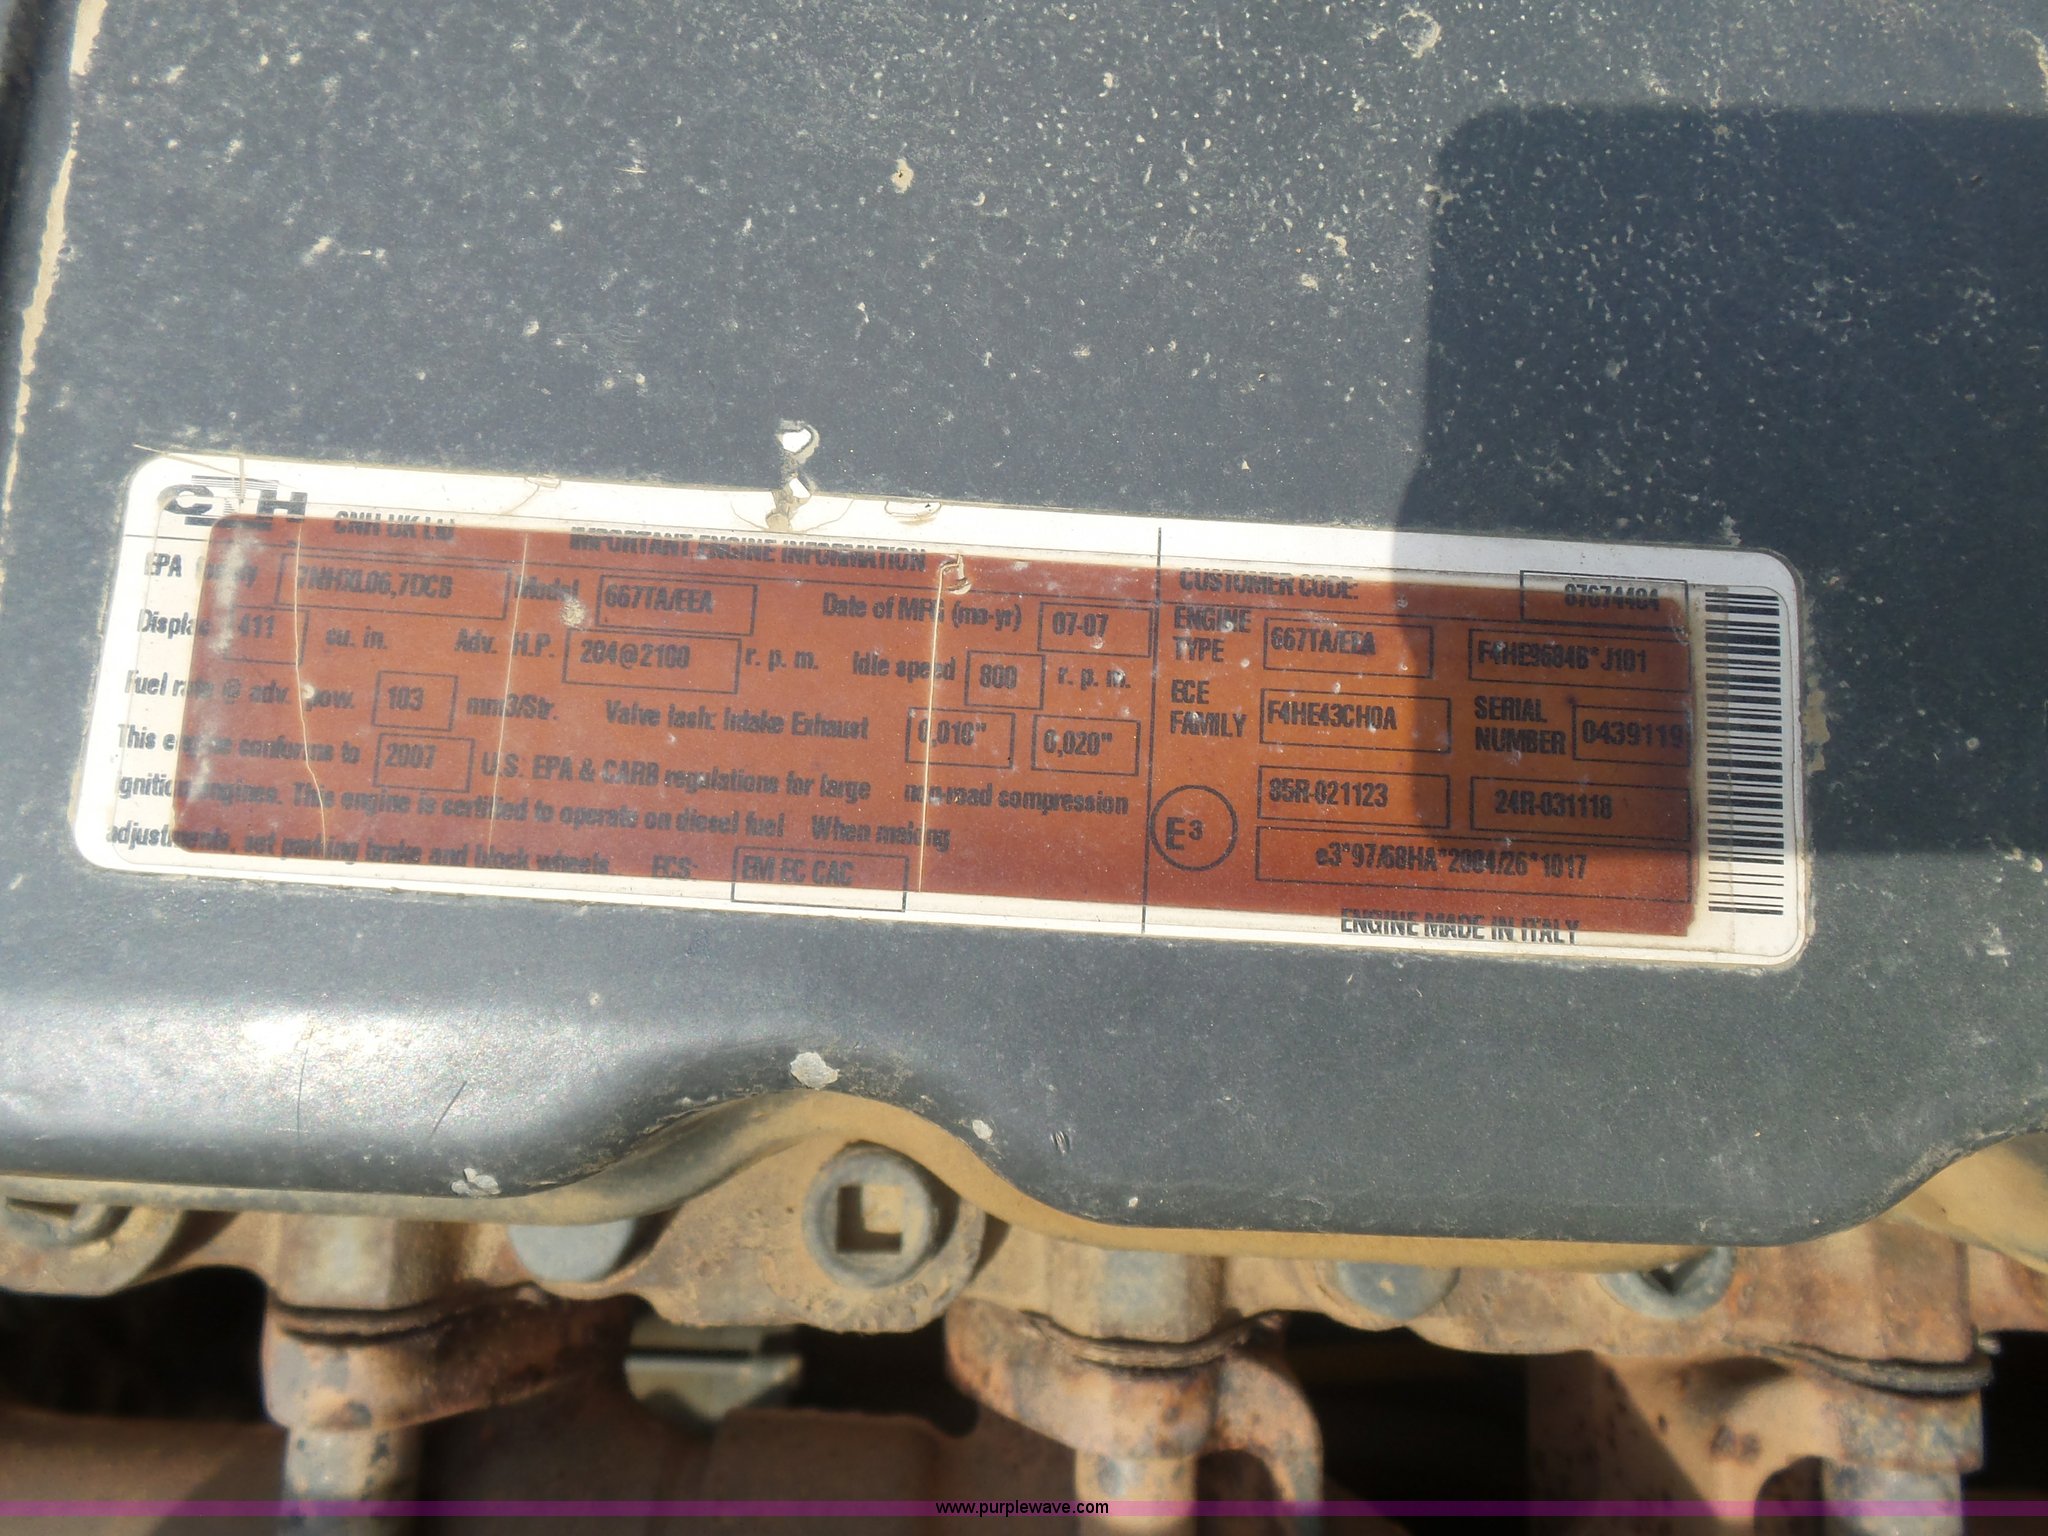 CNH CNH UK Ltd IMPORTANT ENGINE INFORMATION
EPA Family 7NHXL06,7DCB Model 667TA/EEA Date of MFG (ma-yr) 07-07
Displac 411 cu. in. Adv. H.P. 204@2100 r. p. m. Idle speed 800 r. p. m.
Fuel rate @ adv. pow. 103 mm3/Str. Valve lash: Intake Exhaust 0,010" 0,020"
This engine conforms to 2007 U.S. EPA & CARB regulations for large non-road compression
ignition engines. This engine is certified to operate on diesel fuel When making
adjustments, set parking brake and block wheels. ECS: EM EC CAC
CUSTOMER CODE: 87674484
ENGINE TYPE 667TA/EEA F4HE9684B*J101
ECE FAMILY F4HE43CH0A SERIAL NUMBER 0439119
E3 85R-021123 24R-031118
e3*97/68HA*2004/26*1017
ENGINE MADE IN ITALY
www.purplewave.com